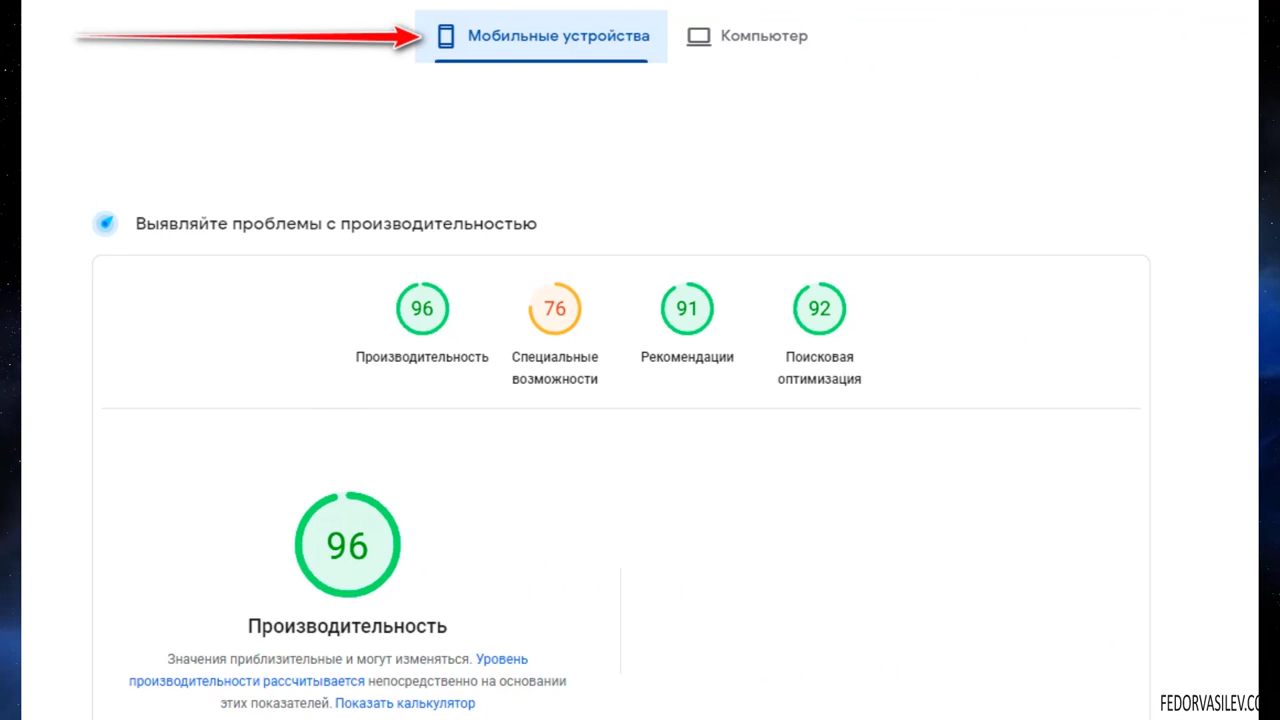 Мобильные устройства Компьютер
Выявляйте проблемы с производительностью
96 76 91 92
Производительность Специальные возможности Рекомендации Поисковая оптимизация
96
Производительность
Значения приблизительные и могут изменяться. Уровень
производительности рассчитывается непосредственно на основании
этих показателей. Показать калькулятор
FEDORVASILEV.CO